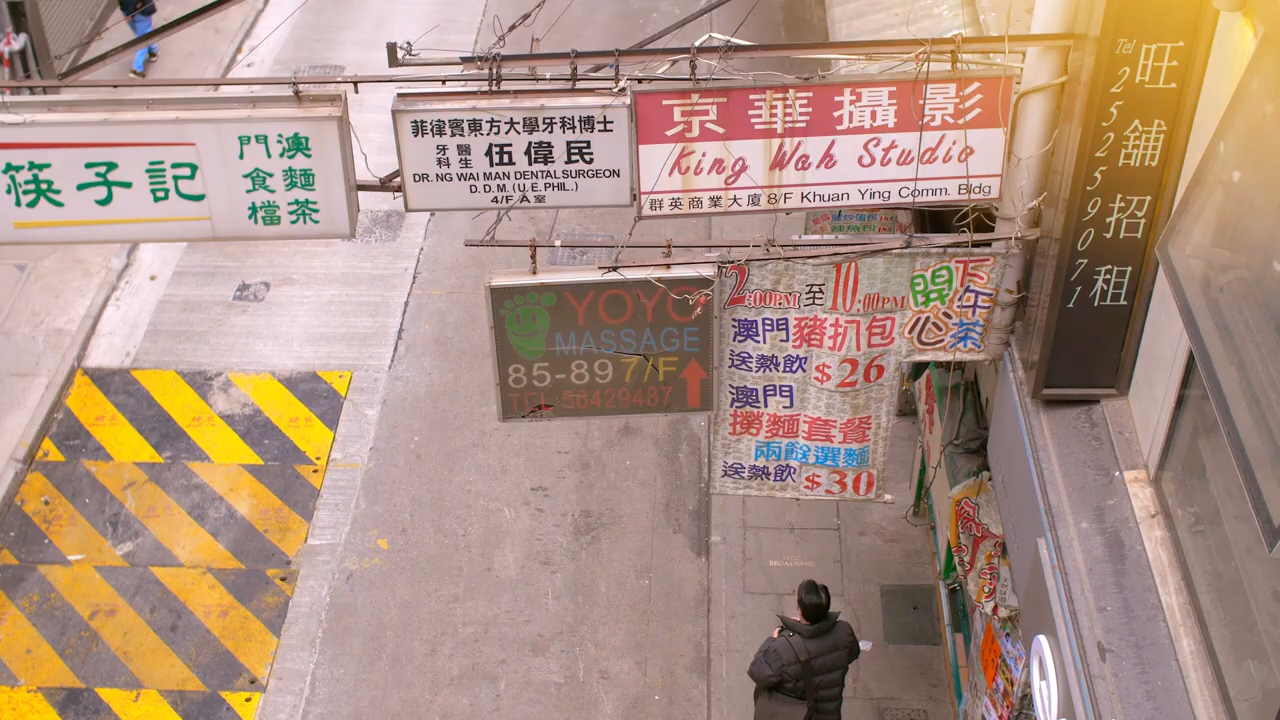 筷子記
澳門
麵食
茶檔
菲律賓東方大學牙科博士
牙醫
科生
伍偉民
DR. NG WAI MAN DENTAL SURGEON
D.D.M. (U.E. PHIL.)
4/F A室
京華攝影
King Wah Studio
群英商業大廈 8/F Khuan Ying Comm. Bldg
旺舖招租
Tel 25259071
YOYO
MASSAGE
85-89 7/F
TEL:56429487
2:00PM 至 10:00PM
開心
下午茶
澳門豬扒包
送熱飲 $26
澳門
撈麵套餐
兩餸選麵
送熱飲 $30
BROADBAND